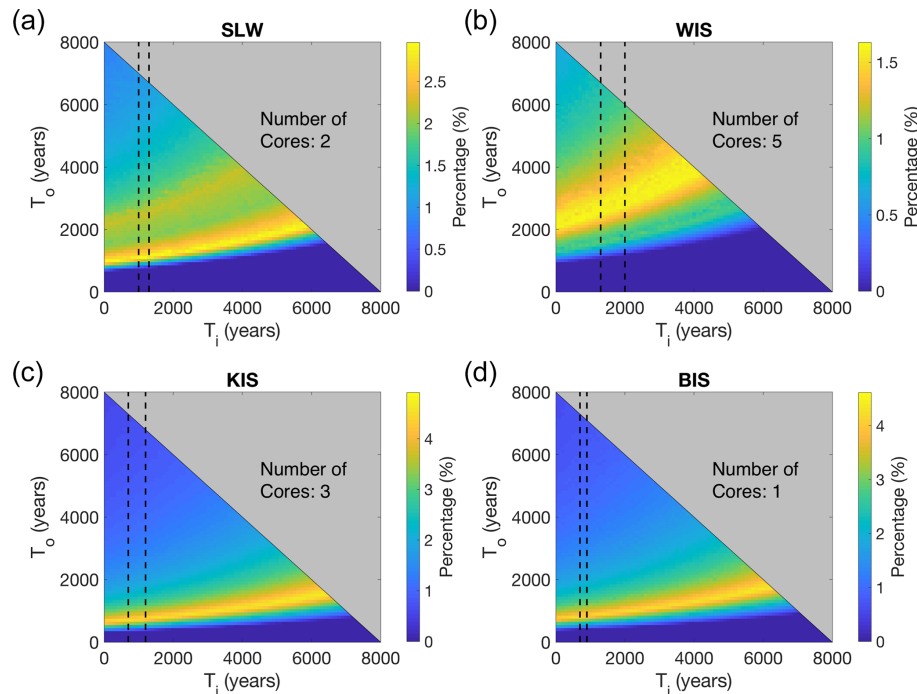 (a)
SLW
8000
6000
4000
2000
0
T_o (years)
0 2000 4000 6000 8000
T_i (years)
Number of
Cores: 2
2.5
2
1.5
1
0.5
0
Percentage (%)
(b)
WIS
8000
6000
4000
2000
0
T_o (years)
0 2000 4000 6000 8000
T_i (years)
Number of
Cores: 5
1.5
1
0.5
0
Percentage (%)
(c)
KIS
8000
6000
4000
2000
0
T_o (years)
0 2000 4000 6000 8000
T_i (years)
Number of
Cores: 3
4
3
2
1
0
Percentage (%)
(d)
BIS
8000
6000
4000
2000
0
T_o (years)
0 2000 4000 6000 8000
T_i (years)
Number of
Cores: 1
4
3
2
1
0
Percentage (%)